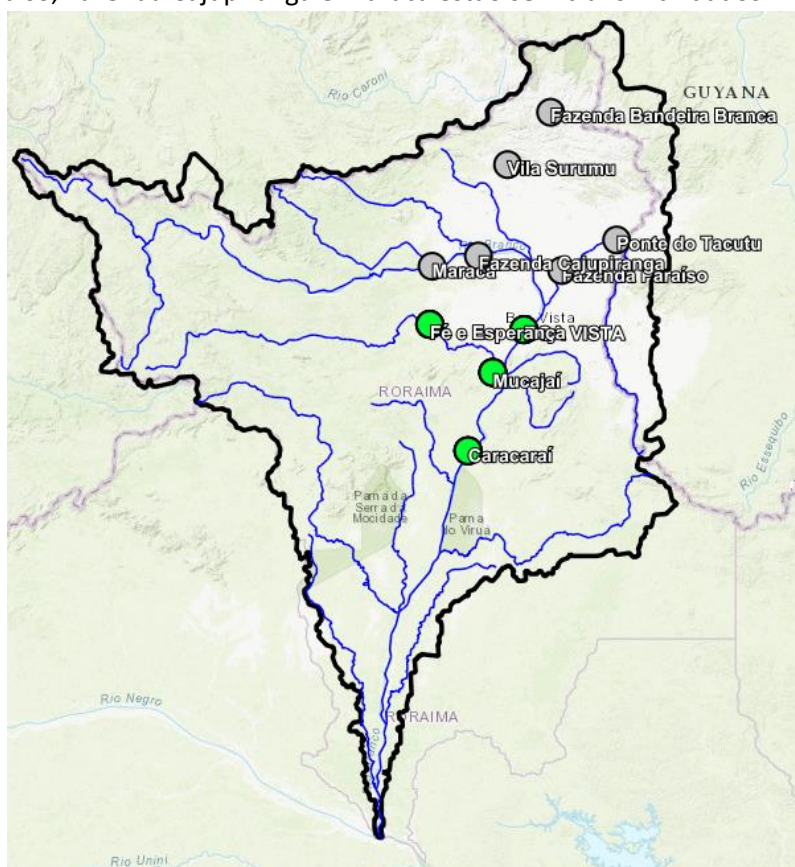 Rio Caroni
GUYANA
Fazenda Bandeira Branca
Vila Surumu
Ponte do Tacutu
Fazenda Cajupiranga
Maracá
Fazenda Paraíso
Fé e Esperança
VISTA
Mucajaí
RORAIMA
Caracaraí
Rio Essequibo
Parna da
Serra da
Mocidade
Parna
do Viruá
Rio Negro
RORAIMA
Rio Unini